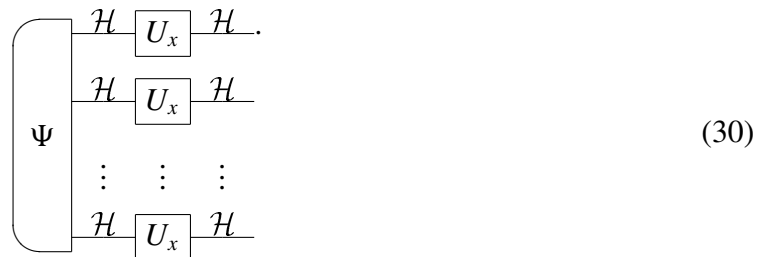 ℋ U_x ℋ .
ℋ U_x ℋ
Ψ (30)
⋮ ⋮ ⋮
ℋ U_x ℋ